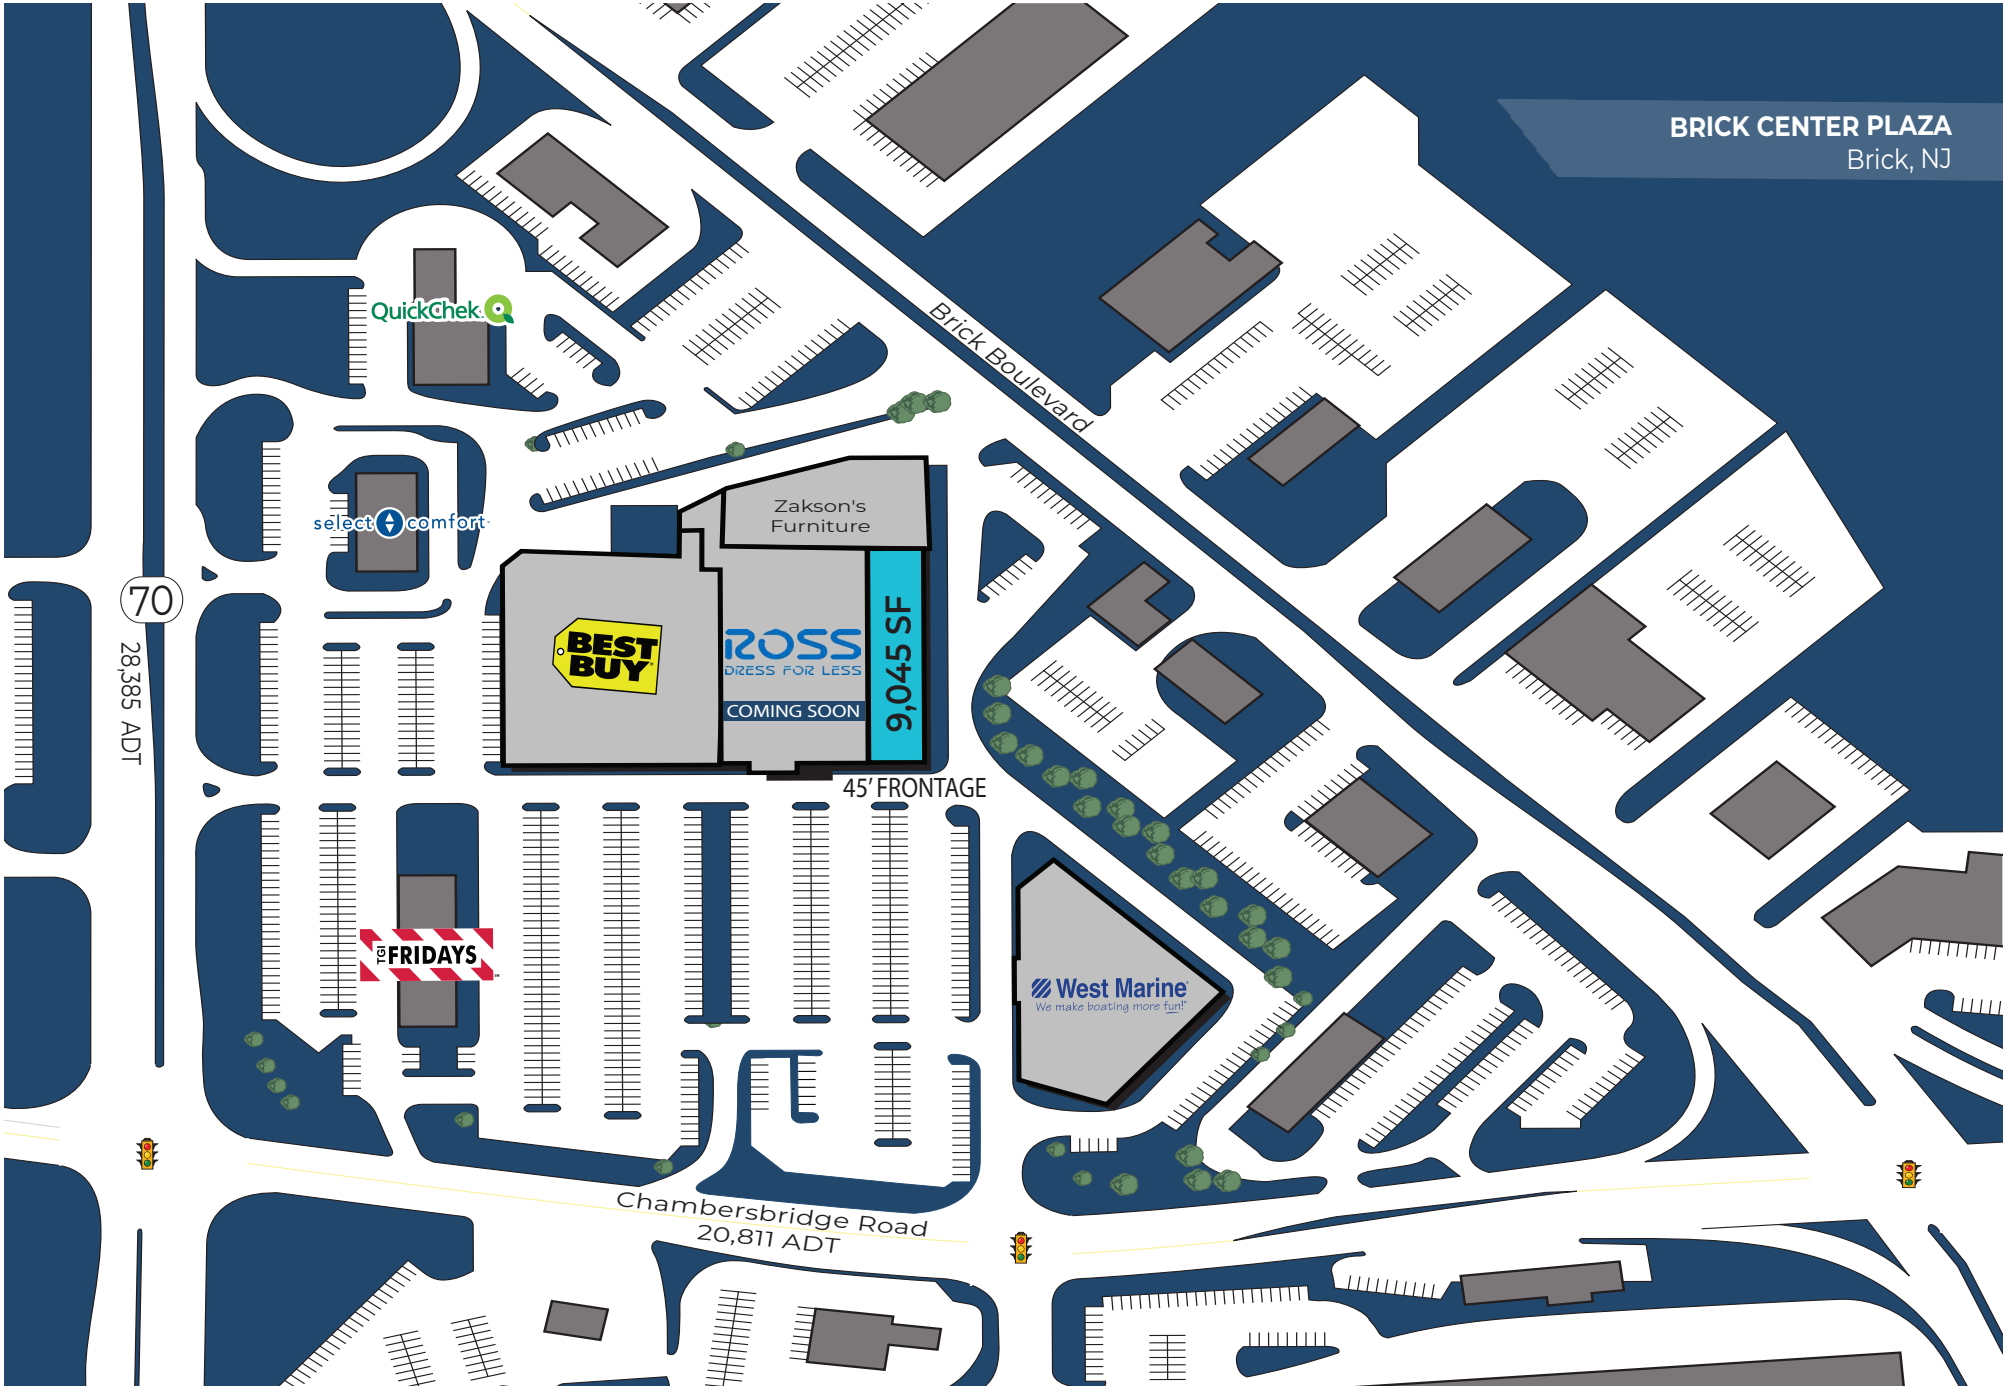 BRICK CENTER PLAZA
Brick, NJ
QuickChek
Brick Boulevard
select comfort
Zakson's
Furniture
70
28,385 ADT
BEST
BUY
ROSS
DRESS FOR LESS
COMING SOON
9,045 SF
45' FRONTAGE
TGI FRIDAYS
West Marine
We make boating more fun!
Chambersbridge Road
20,811 ADT